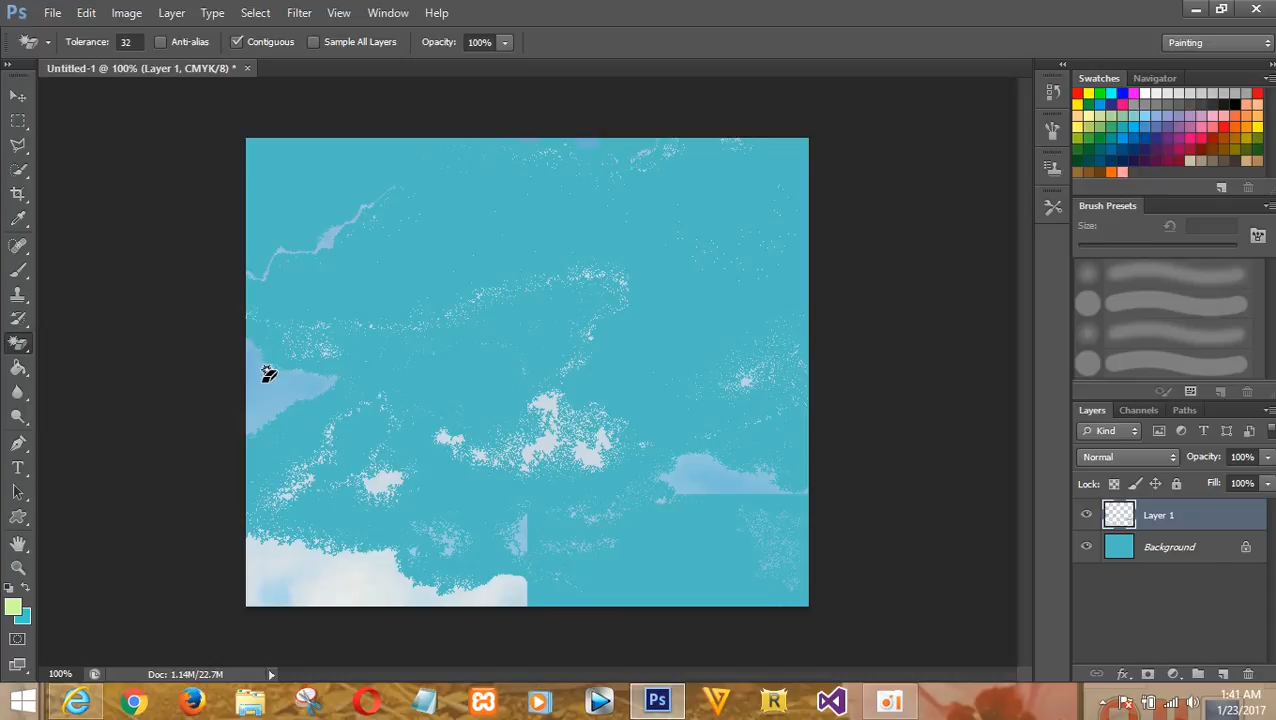 Ps File Edit Image Layer Type Select Filter View Window Help
Tolerance: 32 Anti-alias Contiguous Sample All Layers Opacity: 100% Painting
Untitled-1 @ 100% (Layer 1, CMYK/8) * ×
Swatches Navigator
Brush Presets
Size:
Layers Channels Paths
Kind
Normal Opacity: 100%
Lock: Fill: 100%
Layer 1
Background
100% Doc: 1.14M/22.7M
1:41 AM
1/23/2017